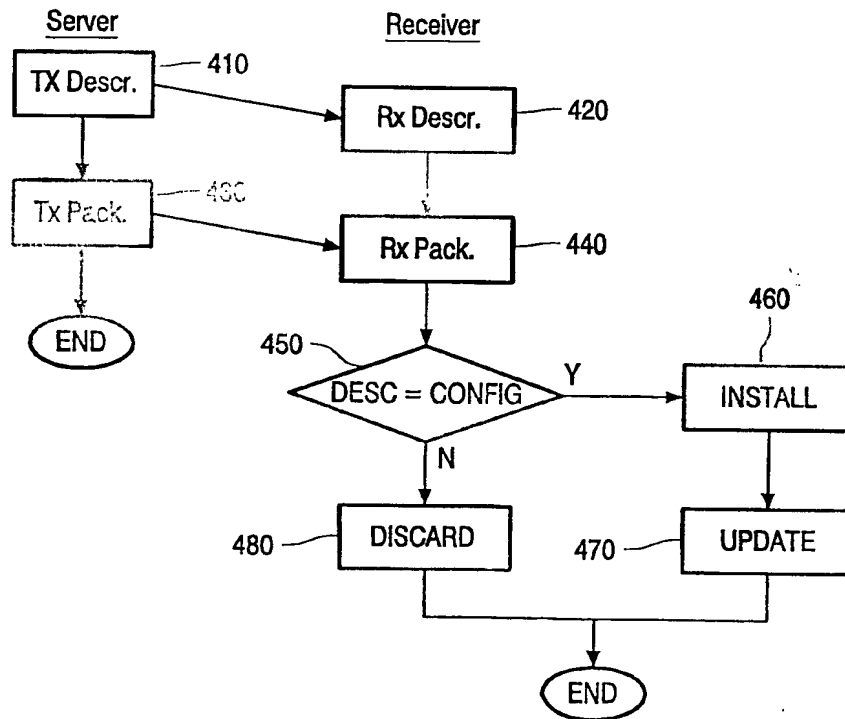 Server
Receiver
TX Descr.
410
Rx Descr.
420
Tx Pack.
Rx Pack.
440
END
450
DESC = CONFIG
Y
460
INSTALL
N
480
DISCARD
470
UPDATE
END